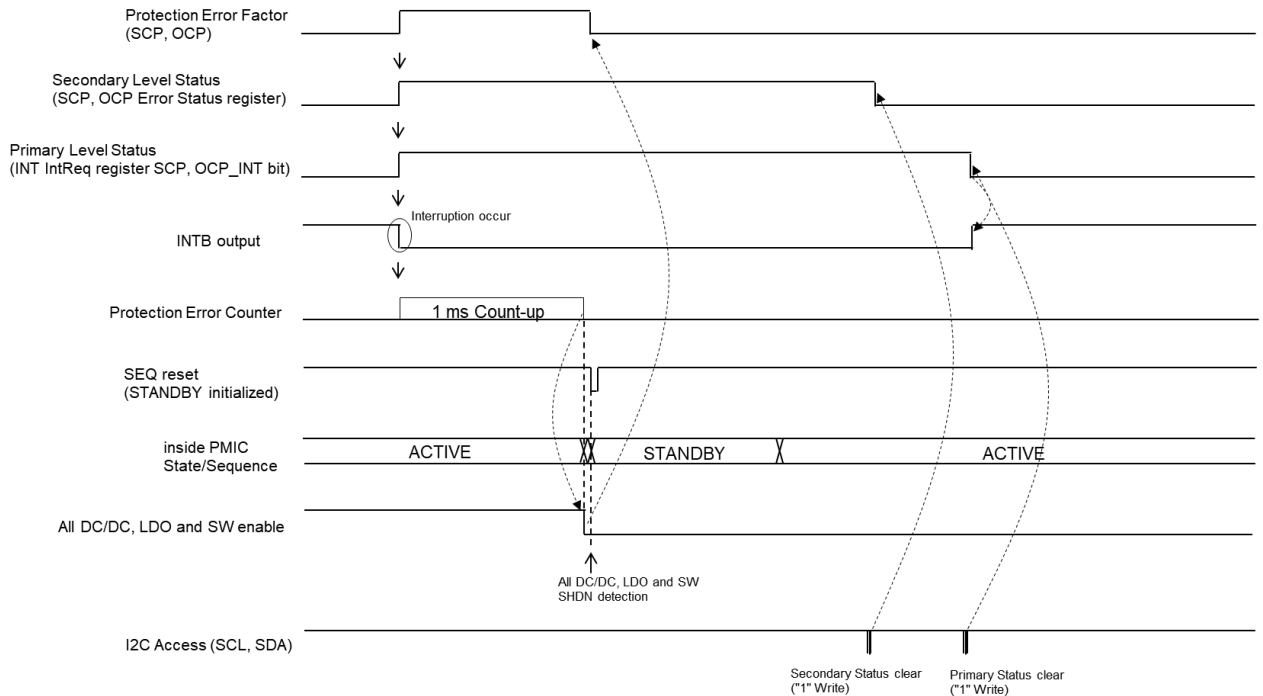 Protection Error Factor
(SCP, OCP)
Secondary Level Status
(SCP, OCP Error Status register)
Primary Level Status
(INT IntReq register SCP, OCP_INT bit)
Interruption occur
INTB output
Protection Error Counter
1 ms Count-up
SEQ reset
(STANDBY initialized)
inside PMIC
State/Sequence
ACTIVE
STANDBY
ACTIVE
All DC/DC, LDO and SW enable
All DC/DC, LDO and SW
SHDN detection
I2C Access (SCL, SDA)
Secondary Status clear
("1" Write)
Primary Status clear
("1" Write)